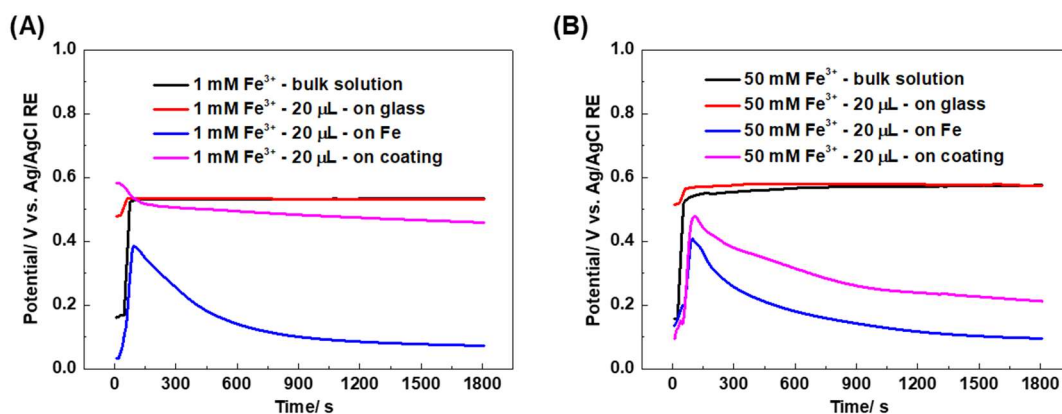 (A)
1.0
0.8
0.6
0.4
0.2
0.0
Potential/ V vs. Ag/AgCl RE
1 mM Fe³⁺ - bulk solution
1 mM Fe³⁺ - 20 μL - on glass
1 mM Fe³⁺ - 20 μL - on Fe
1 mM Fe³⁺ - 20 μL - on coating
0 300 600 900 1200 1500 1800
Time/ s
(B)
1.0
0.8
0.6
0.4
0.2
0.0
Potential/ V vs. Ag/AgCl RE
50 mM Fe³⁺ - bulk solution
50 mM Fe³⁺ - 20 μL - on glass
50 mM Fe³⁺ - 20 μL - on Fe
50 mM Fe³⁺ - 20 μL - on coating
0 300 600 900 1200 1500 1800
Time/ s